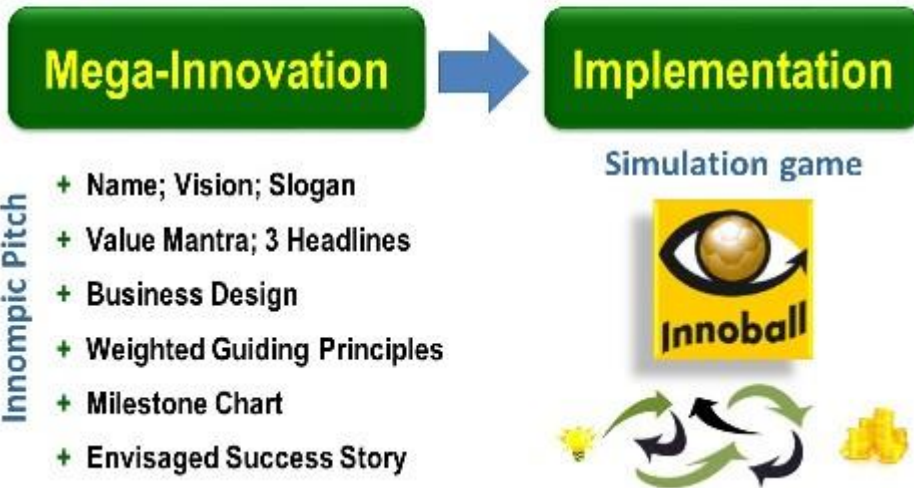 Mega-Innovation
Implementation
Innompic Pitch
+ Name; Vision; Slogan
+ Value Mantra; 3 Headlines
+ Business Design
+ Weighted Guiding Principles
+ Milestone Chart
+ Envisaged Success Story
Simulation game
Innoball